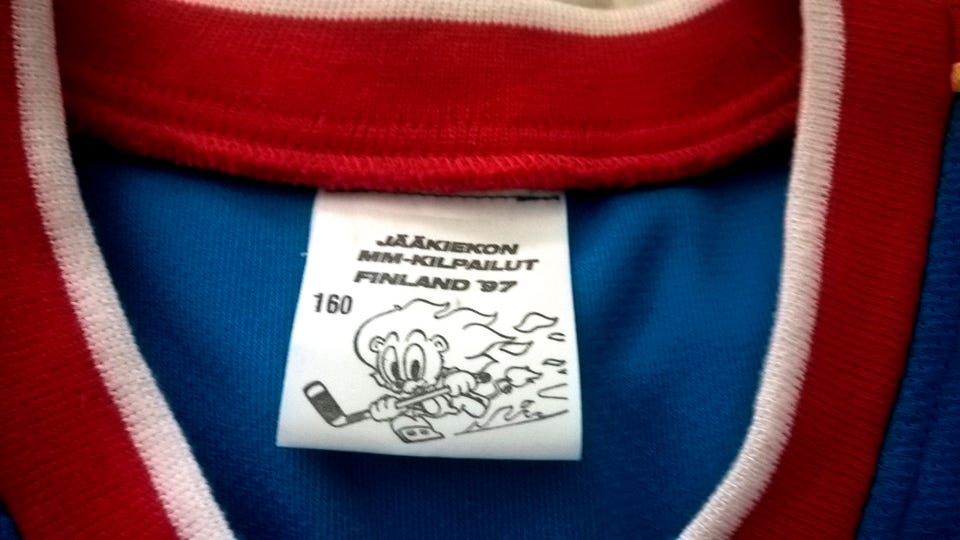 JÄÄKIEKON
MM-KILPAILUT
FINLAND '97
160